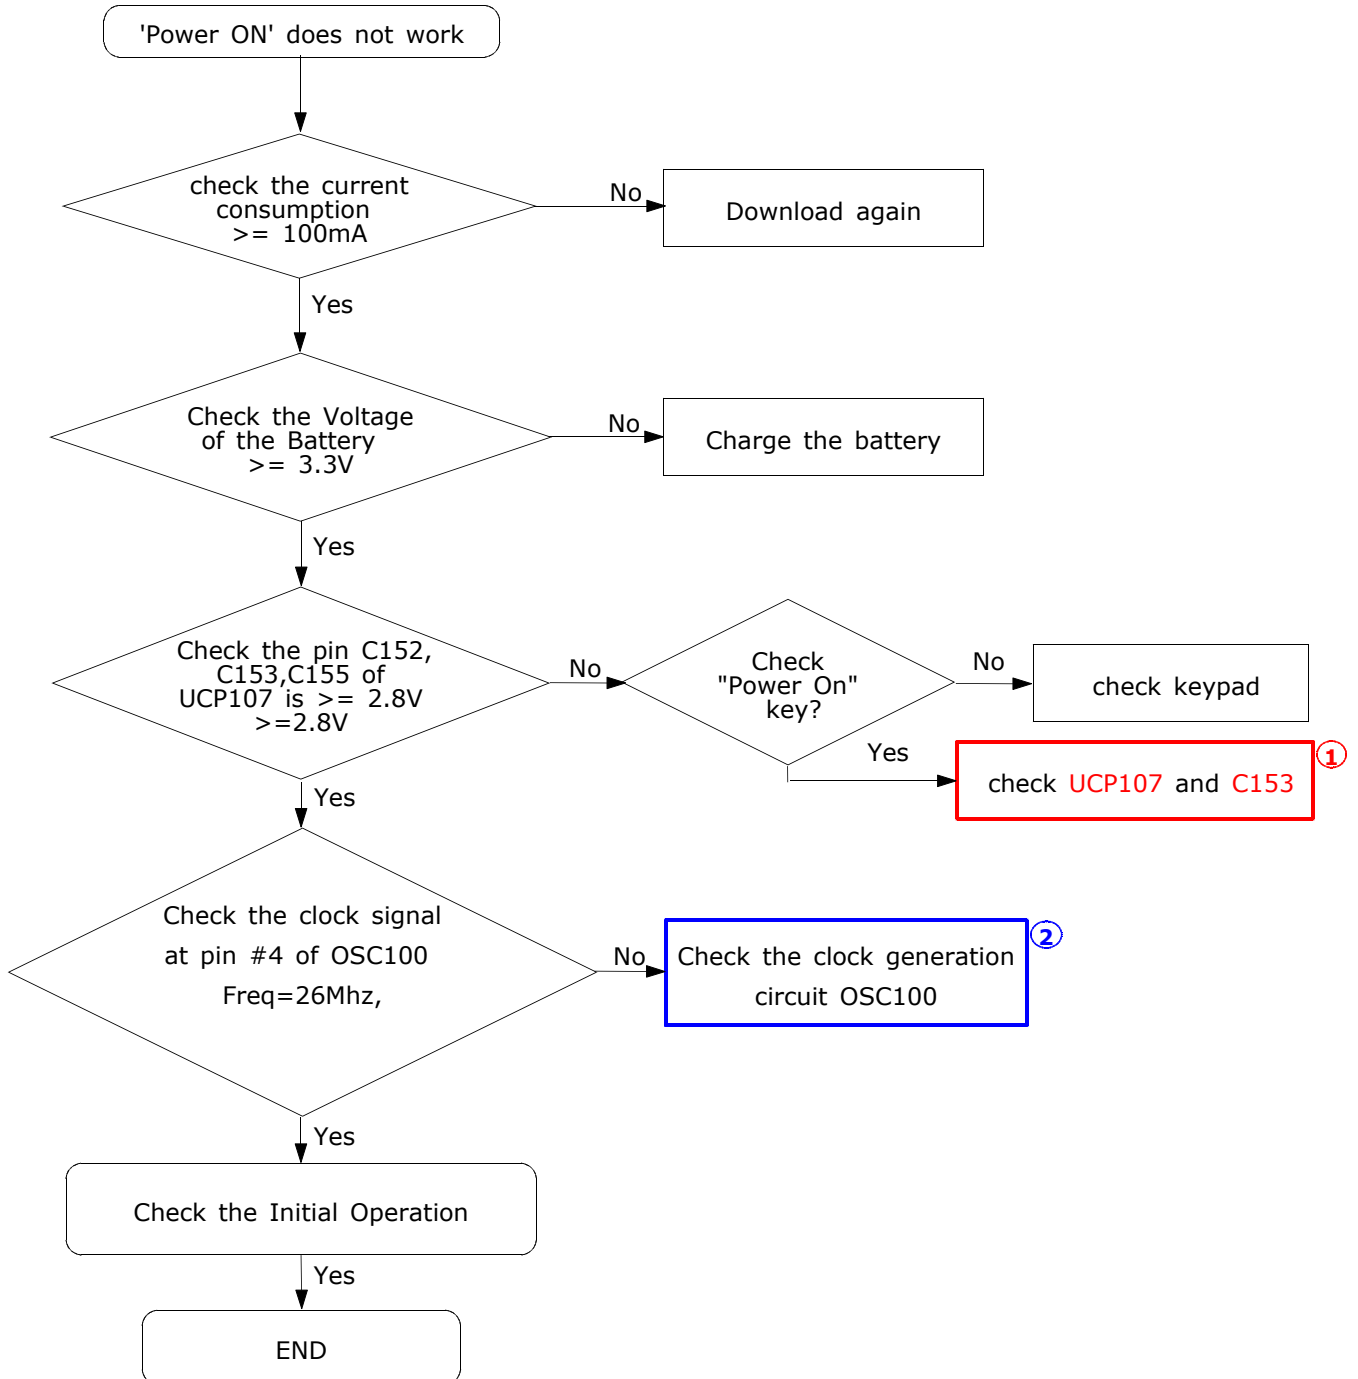 'Power ON' does not work
check the current
consumption
>= 100mA
No
Download again
Yes
Check the Voltage
of the Battery
>= 3.3V
No
Charge the battery
Yes
Check the pin C152,
C153,C155 of
UCP107 is >= 2.8V
>=2.8V
No
Check
"Power On"
key?
No
check keypad
Yes
check UCP107 and C153
1
Yes
Check the clock signal
at pin #4 of OSC100
Freq=26Mhz,
No
Check the clock generation
circuit OSC100
2
Yes
Check the Initial Operation
Yes
END